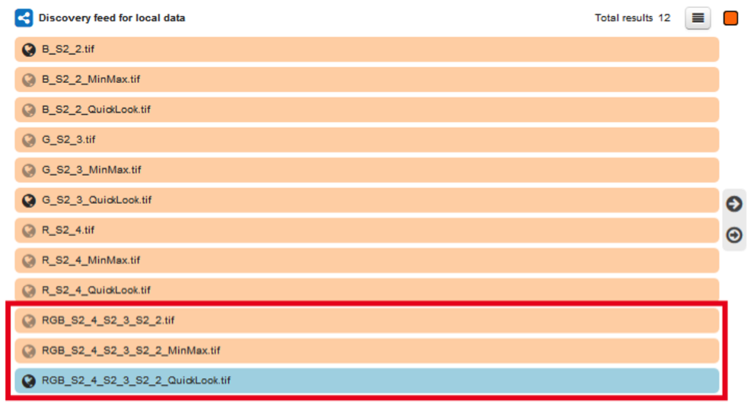 Discovery feed for local data
Total results 12
B_S2_2.tif
B_S2_2_MinMax.tif
B_S2_2_QuickLook.tif
G_S2_3.tif
G_S2_3_MinMax.tif
G_S2_3_QuickLook.tif
R_S2_4.tif
R_S2_4_MinMax.tif
R_S2_4_QuickLook.tif
RGB_S2_4_S2_3_S2_2.tif
RGB_S2_4_S2_3_S2_2_MinMax.tif
RGB_S2_4_S2_3_S2_2_QuickLook.tif